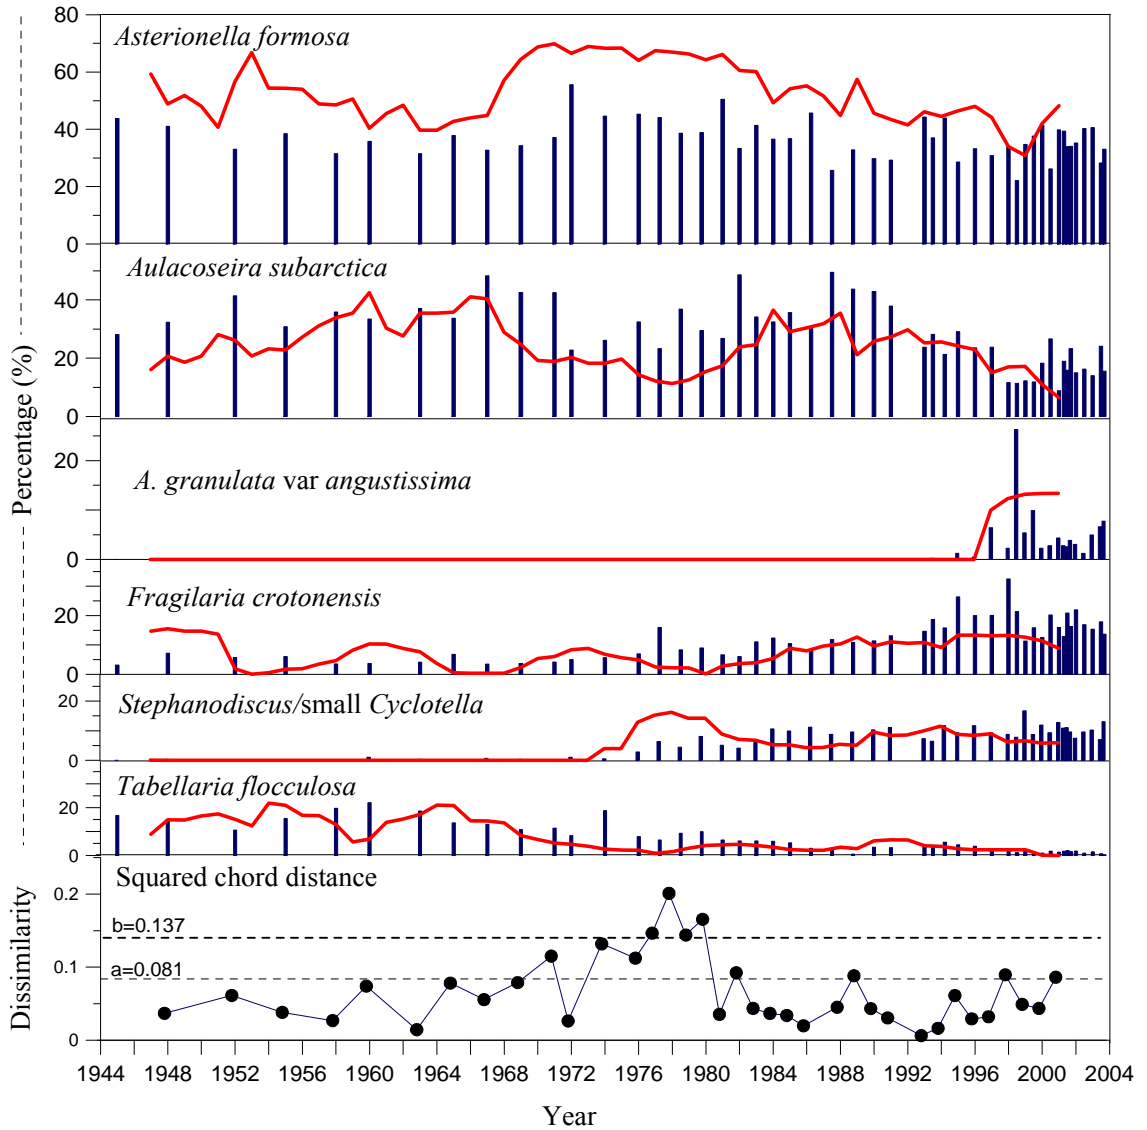 Percentage (%)
Dissimilarity
80
60
40
20
0
Asterionella formosa
40
20
0
Aulacoseira subarctica
20
0
A. granulata var angustissima
20
0
Fragilaria crotonensis
20
0
Stephanodiscus/small Cyclotella
20
0
Tabellaria flocculosa
0.2
0.1
0
Squared chord distance
b=0.137
a=0.081
1944 1948 1952 1956 1960 1964 1968 1972 1976 1980 1984 1988 1992 1996 2000 2004
Year